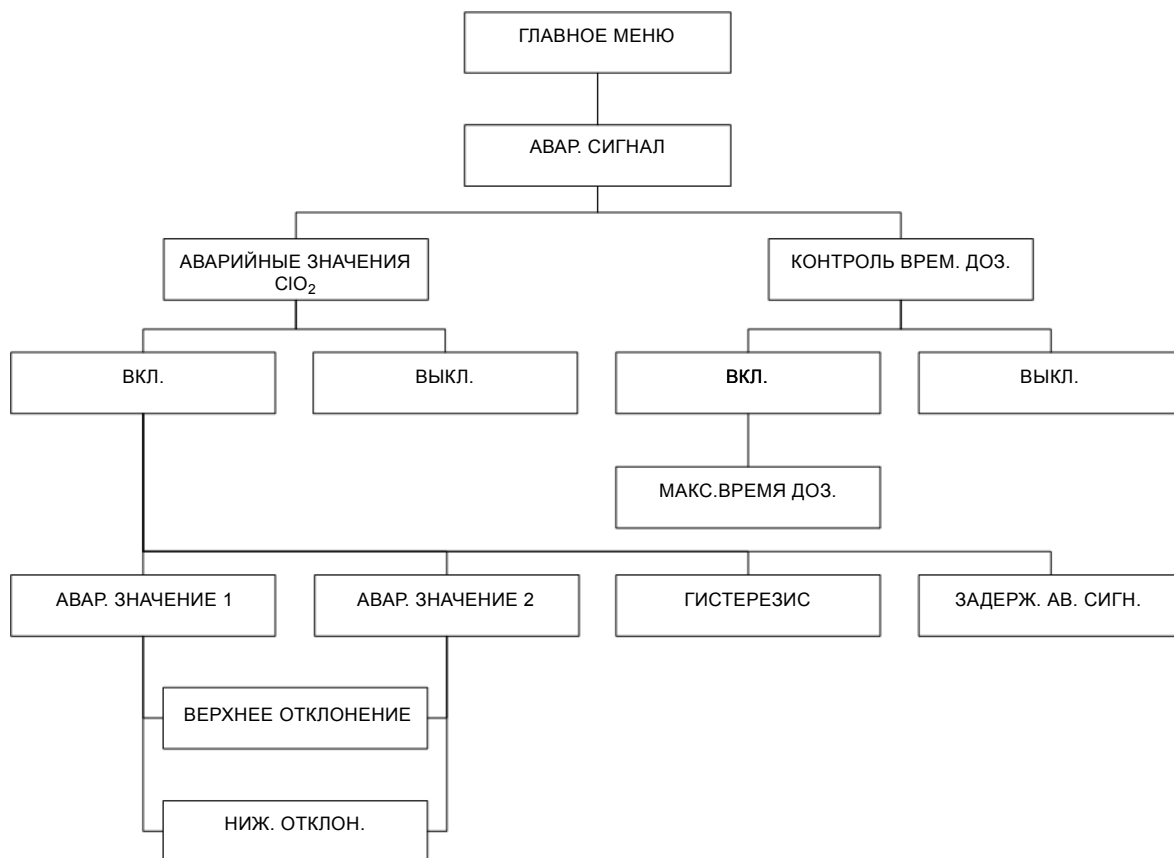 ГЛАВНОЕ МЕНЮ
АВАР. СИГНАЛ
АВАРИЙНЫЕ ЗНАЧЕНИЯ
ClO₂
КОНТРОЛЬ ВРЕМ. ДОЗ.
ВКЛ.
ВЫКЛ.
ВКЛ.
ВЫКЛ.
МАКС.ВРЕМЯ ДОЗ.
АВАР. ЗНАЧЕНИЕ 1
АВАР. ЗНАЧЕНИЕ 2
ГИСТЕРЕЗИС
ЗАДЕРЖ. АВ. СИГН.
ВЕРХНЕЕ ОТКЛОНЕНИЕ
НИЖ. ОТКЛОН.